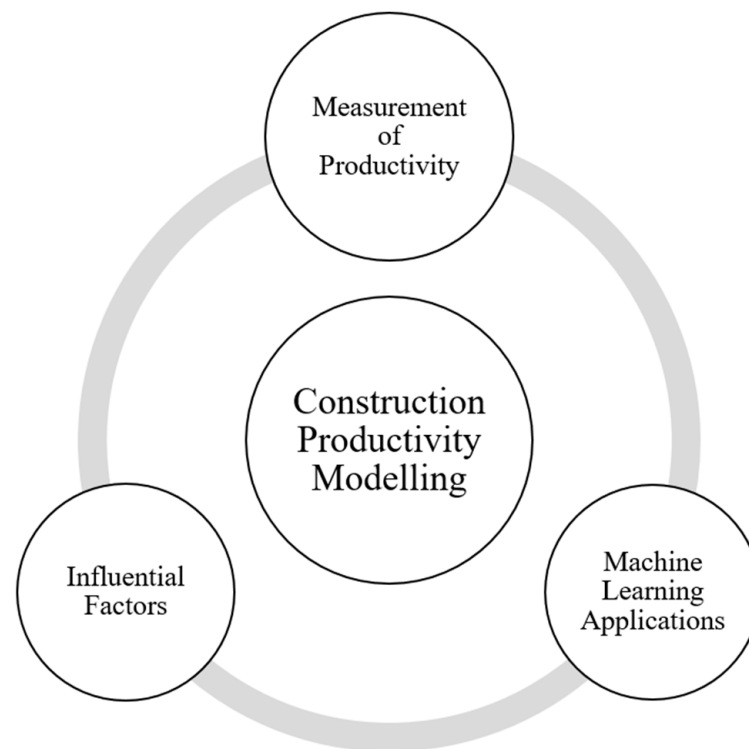 Measurement
of
Productivity
Construction
Productivity
Modelling
Influential
Factors
Machine
Learning
Applications